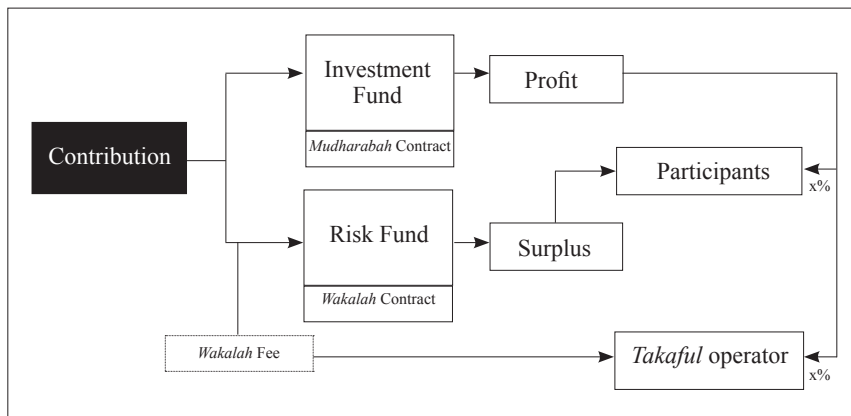 Investment
Fund
Profit
Mudharabah Contract
Contribution
Participants
x%
Risk Fund
Surplus
Wakalah Contract
Wakalah Fee
Takaful operator
x%